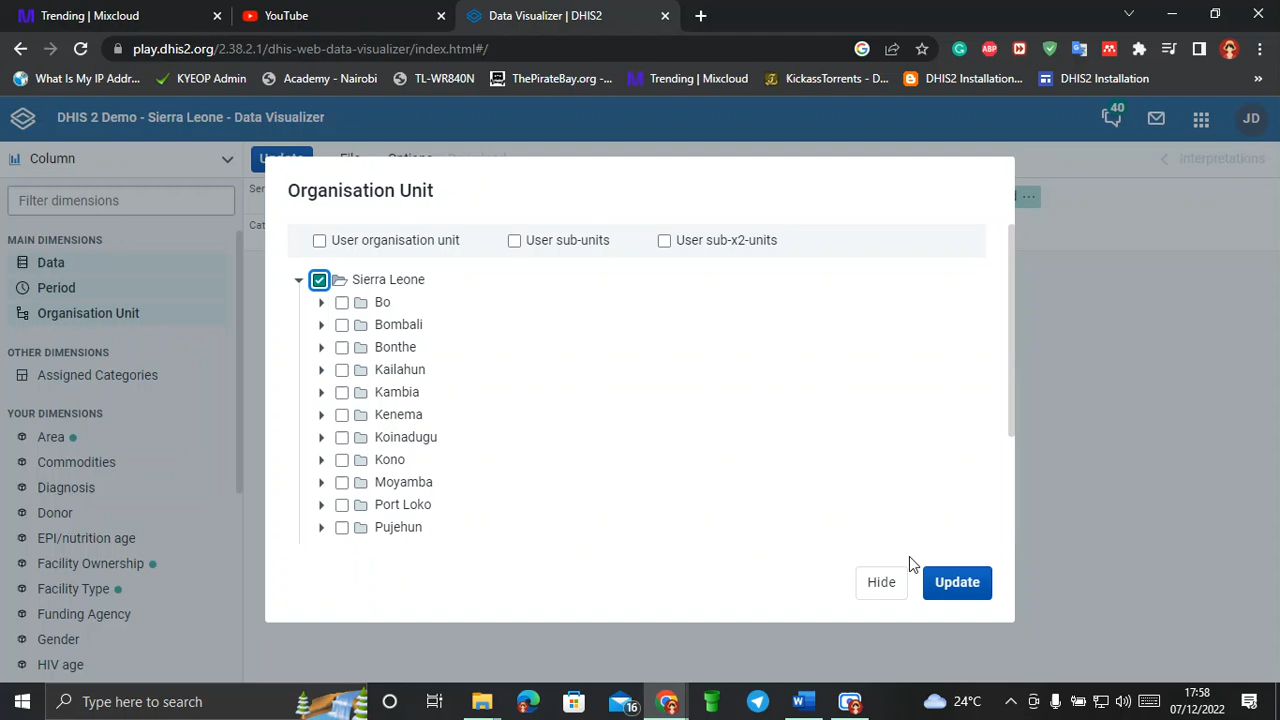 Trending | Mixcloud
YouTube
Data Visualizer | DHIS2
play.dhis2.org/2.38.2.1/dhis-web-data-visualizer/index.html#/
What Is My IP Addr...
KYEOP Admin
Academy - Nairobi
TL-WR840N
ThePirateBay.org -...
Trending | Mixcloud
KickassTorrents - D...
DHIS2 Installation...
DHIS2 Installation
DHIS 2 Demo - Sierra Leone - Data Visualizer
40
JD
Column
Update
File
Options
Download
Interpretations
Filter dimensions
Ser
Cat
MAIN DIMENSIONS
Data
Period
Organisation Unit
OTHER DIMENSIONS
Assigned Categories
YOUR DIMENSIONS
Area
Commodities
Diagnosis
Donor
EPI/nutrition age
Facility Ownership
Facility Type
Funding Agency
Gender
HIV age
Organisation Unit
User organisation unit
User sub-units
User sub-x2-units
Sierra Leone
Bo
Bombali
Bonthe
Kailahun
Kambia
Kenema
Koinadugu
Kono
Moyamba
Port Loko
Pujehun
Hide
Update
Type here to search
16
24°C
17:58
07/12/2022